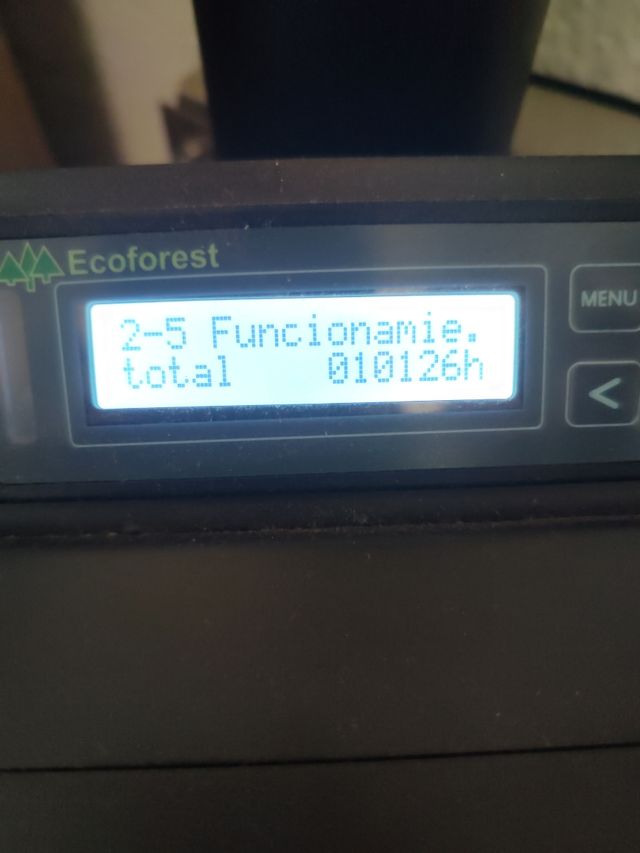 Ecoforest
2-5 Funcionamie.
total 010126h
MENU
<